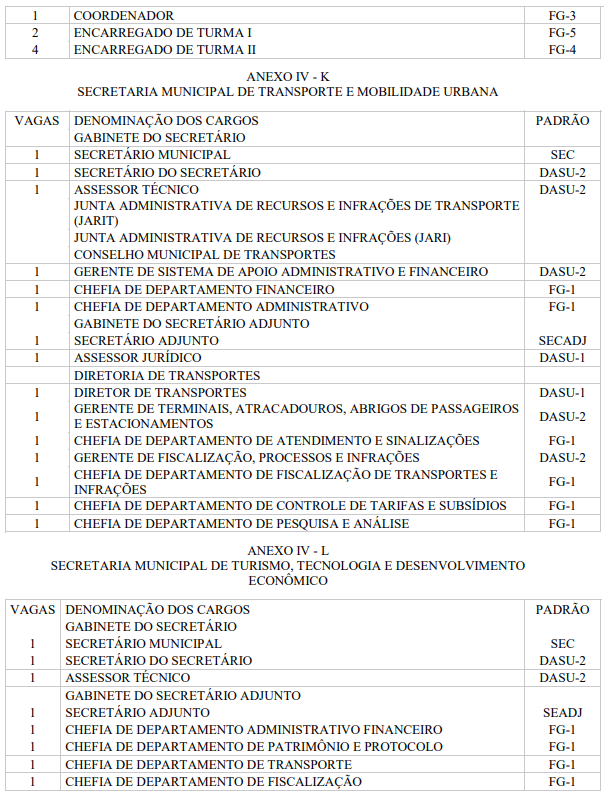 1 COORDENADOR FG-3
2 ENCARREGADO DE TURMA I FG-5
4 ENCARREGADO DE TURMA II FG-4
ANEXO IV - K
SECRETARIA MUNICIPAL DE TRANSPORTE E MOBILIDADE URBANA
VAGAS DENOMINAÇÃO DOS CARGOS PADRÃO
GABINETE DO SECRETÁRIO
1 SECRETÁRIO MUNICIPAL SEC
1 SECRETÁRIO DO SECRETÁRIO DASU-2
1 ASSESSOR TÉCNICO DASU-2
JUNTA ADMINISTRATIVA DE RECURSOS E INFRAÇÕES DE TRANSPORTE
(JARIT)
JUNTA ADMINISTRATIVA DE RECURSOS E INFRAÇÕES (JARI)
CONSELHO MUNICIPAL DE TRANSPORTES
1 GERENTE DE SISTEMA DE APOIO ADMINISTRATIVO E FINANCEIRO DASU-2
1 CHEFIA DE DEPARTAMENTO FINANCEIRO FG-1
1 CHEFIA DE DEPARTAMENTO ADMINISTRATIVO FG-1
GABINETE DO SECRETÁRIO ADJUNTO
1 SECRETÁRIO ADJUNTO SECADJ
1 ASSESSOR JURÍDICO DASU-1
DIRETORIA DE TRANSPORTES
1 DIRETOR DE TRANSPORTES DASU-1
1 GERENTE DE TERMINAIS, ATRACADOUROS, ABRIGOS DE PASSAGEIROS
E ESTACIONAMENTOS DASU-2
1 CHEFIA DE DEPARTAMENTO DE ATENDIMENTO E SINALIZAÇÕES FG-1
1 GERENTE DE FISCALIZAÇÃO, PROCESSOS E INFRAÇÕES DASU-2
1 CHEFIA DE DEPARTAMENTO DE FISCALIZAÇÃO DE TRANSPORTES E
INFRAÇÕES FG-1
1 CHEFIA DE DEPARTAMENTO DE CONTROLE DE TARIFAS E SUBSÍDIOS FG-1
1 CHEFIA DE DEPARTAMENTO DE PESQUISA E ANÁLISE FG-1
ANEXO IV - L
SECRETARIA MUNICIPAL DE TURISMO, TECNOLOGIA E DESENVOLVIMENTO
ECONÔMICO
VAGAS DENOMINAÇÃO DOS CARGOS PADRÃO
GABINETE DO SECRETÁRIO
1 SECRETÁRIO MUNICIPAL SEC
1 SECRETÁRIO DO SECRETÁRIO DASU-2
1 ASSESSOR TÉCNICO DASU-2
GABINETE DO SECRETÁRIO ADJUNTO
1 SECRETÁRIO ADJUNTO SEADJ
1 CHEFIA DE DEPARTAMENTO ADMINISTRATIVO FINANCEIRO FG-1
1 CHEFIA DE DEPARTAMENTO DE PATRIMÔNIO E PROTOCOLO FG-1
1 CHEFIA DE DEPARTAMENTO DE TRANSPORTE FG-1
1 CHEFIA DE DEPARTAMENTO DE FISCALIZAÇÃO FG-1